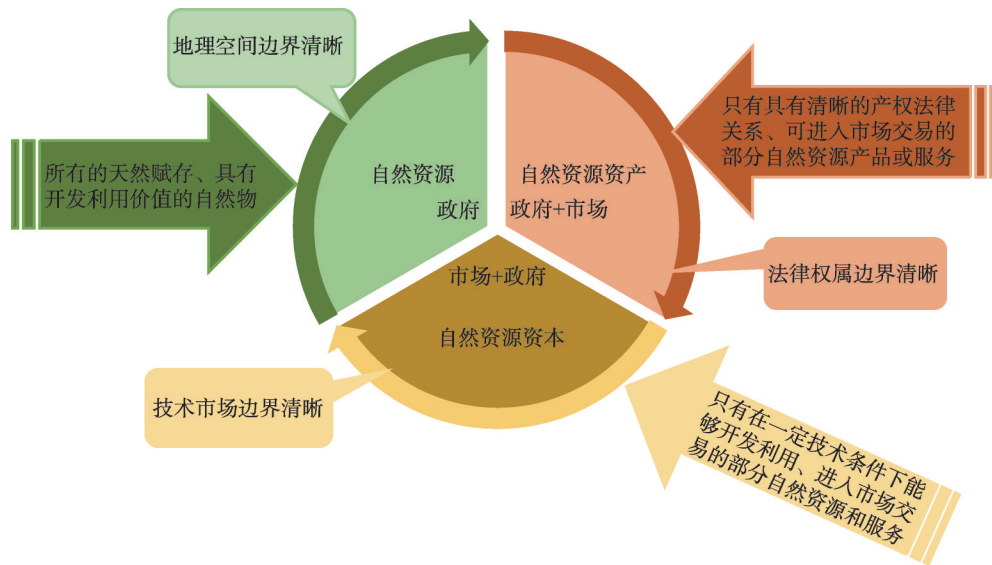 地理空间边界清晰
所有的天然赋存、具有
开发利用价值的自然物
自然资源
政府
自然资源资产
政府+市场
只有具有清晰的产权法律
关系、可进入市场交易的
部分自然资源产品或服务
法律权属边界清晰
市场+政府
自然资源资本
技术市场边界清晰
只有在一定技术条件下能
够开发利用、进入市场交
易的部分自然资源和服务